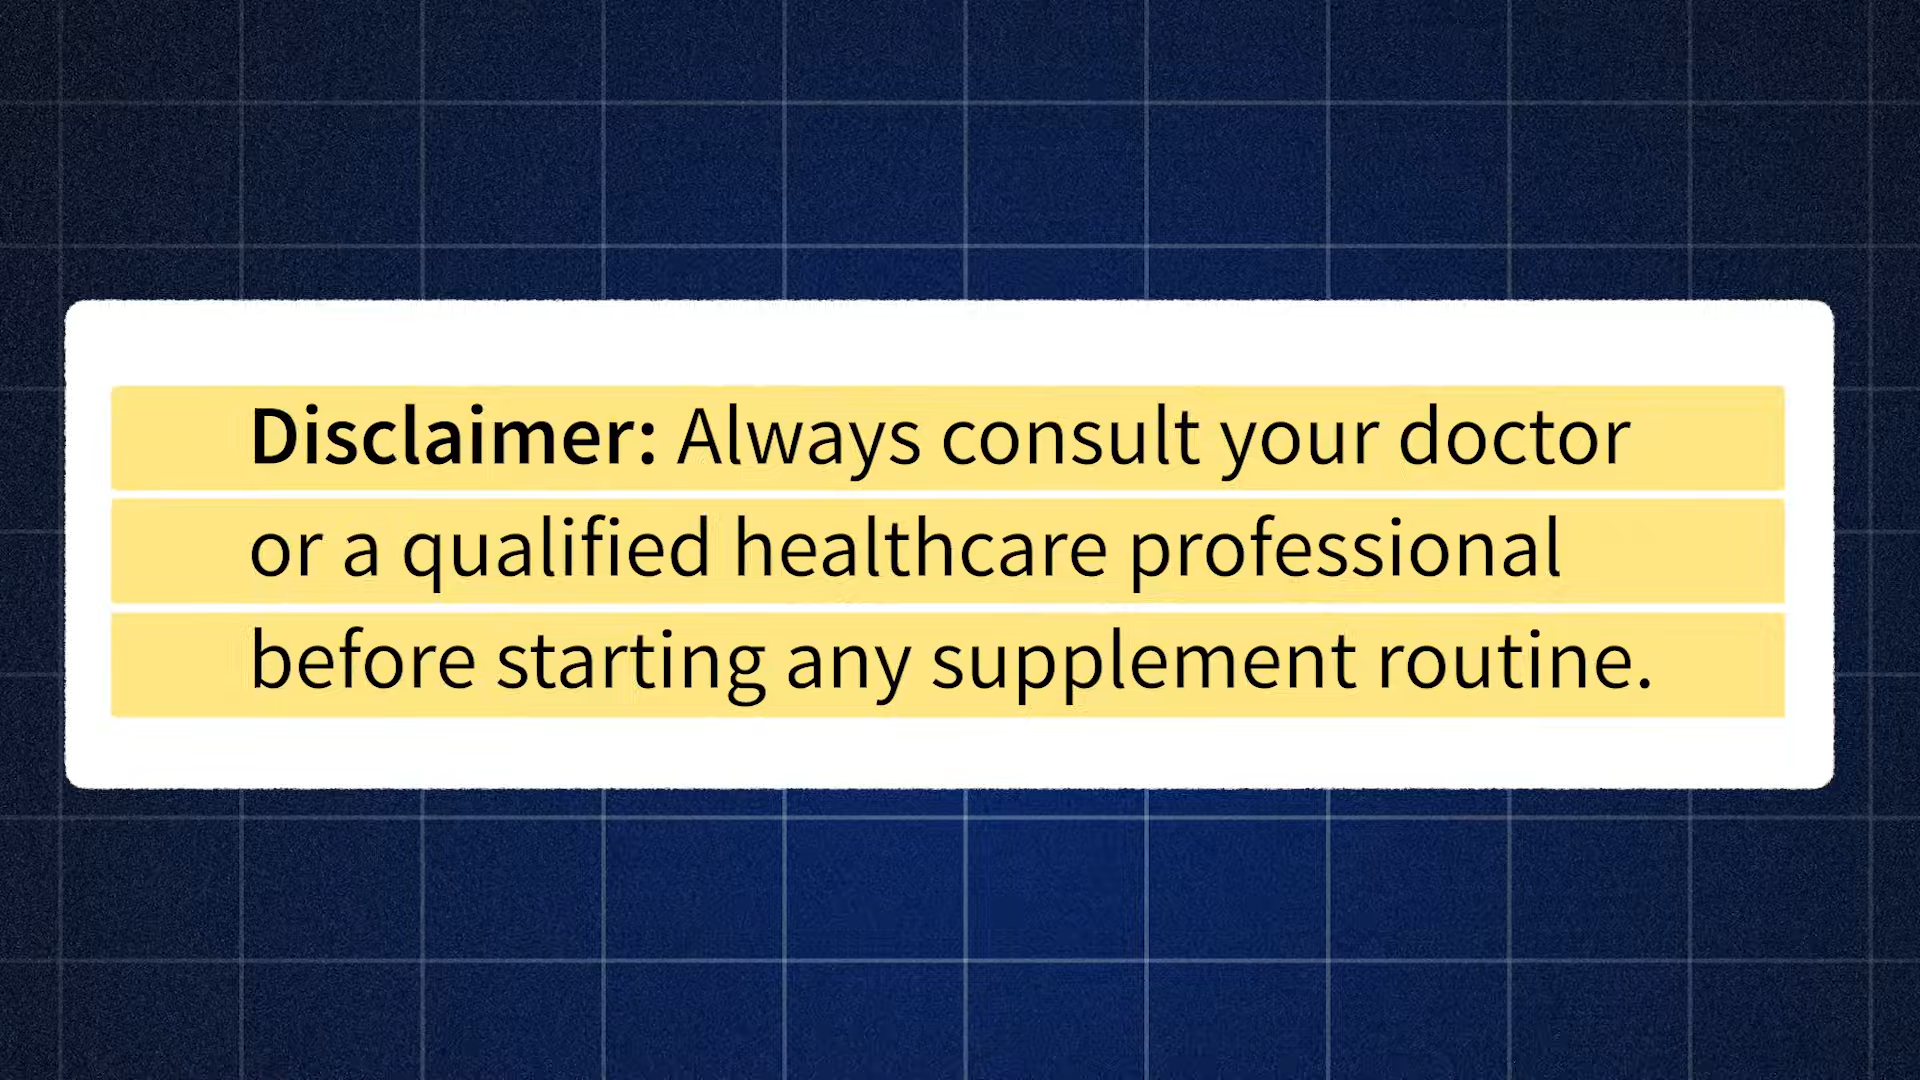 Disclaimer: Always consult your doctor
or a qualified healthcare professional
before starting any supplement routine.